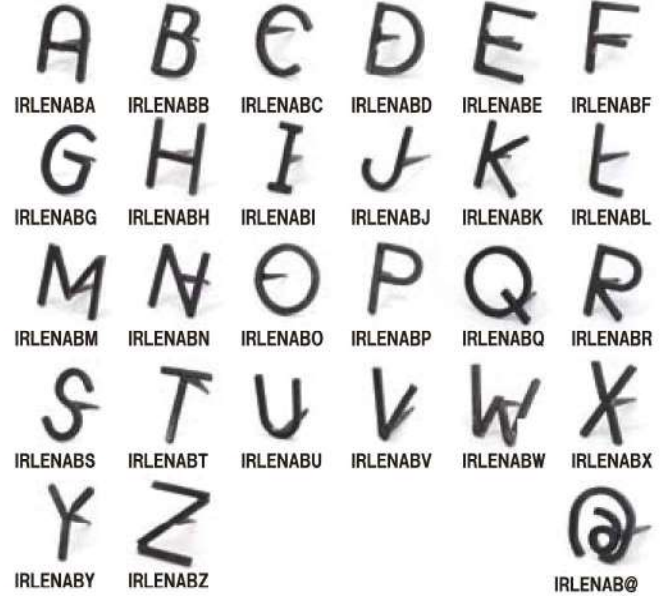 A B C D E F
IRLENABA IRLENABB IRLENABC IRLENABD IRLENABE IRLENABF
G H I J K L
IRLENABG IRLENABH IRLENABI IRLENABJ IRLENABK IRLENABL
M N O P Q R
IRLENABM IRLENABN IRLENABO IRLENABP IRLENABQ IRLENABR
S T U V W X
IRLENABS IRLENABT IRLENABU IRLENABV IRLENABW IRLENABX
Y Z @
IRLENABY IRLENABZ IRLENAB@